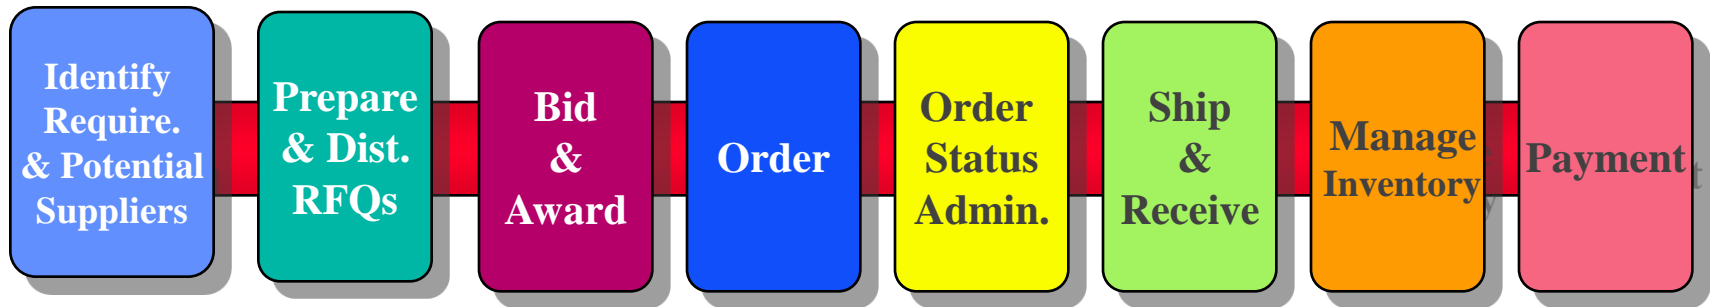 Identify
Require.
& Potential
Suppliers
Prepare
& Dist.
RFQs
Bid
&
Award
Order
Order
Status
Admin.
Ship
&
Receive
Manage
Inventory
Payment